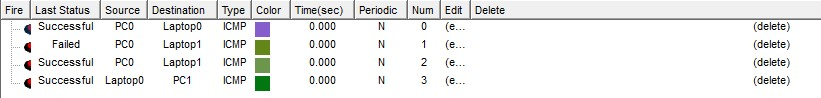 Fire Last Status Source Destination Type Color Time(sec) Periodic Num Edit Delete
Successful PC0 Laptop0 ICMP 0.000 N 0 (e... (delete)
Failed PC0 Laptop1 ICMP 0.000 N 1 (e... (delete)
Successful PC0 Laptop1 ICMP 0.000 N 2 (e... (delete)
Successful Laptop0 PC1 ICMP 0.000 N 3 (e... (delete)